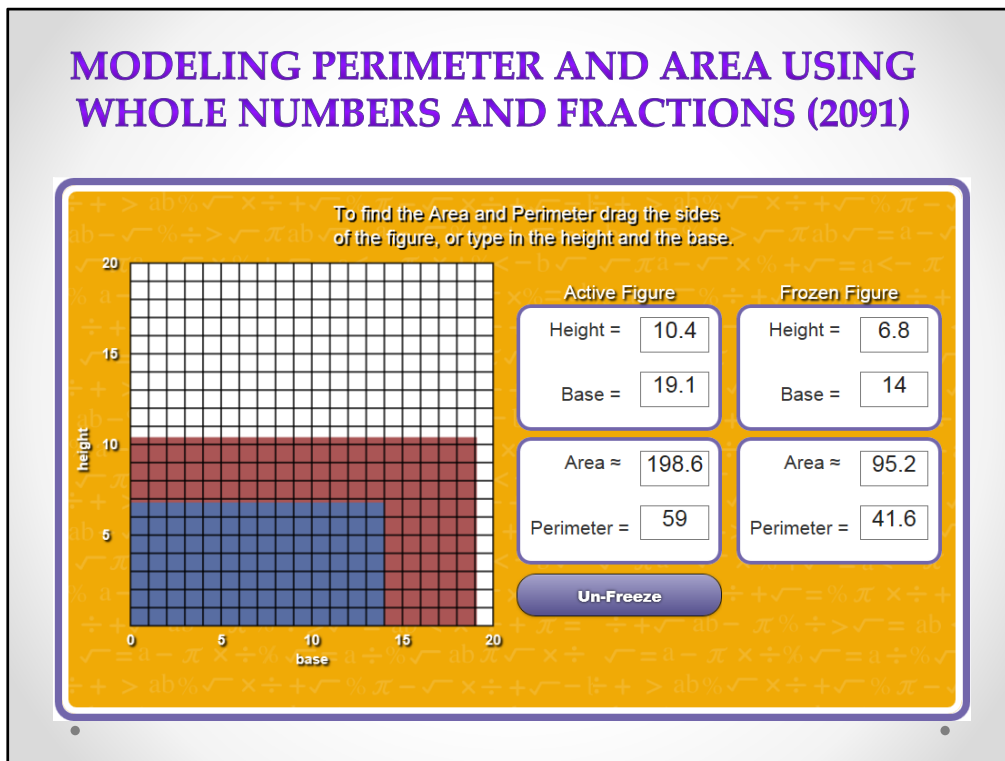 MODELING PERIMETER AND AREA USING
WHOLE NUMBERS AND FRACTIONS (2091)
To find the Area and Perimeter drag the sides
of the figure, or type in the height and the base.
20
15
10
5
height
0 5 10 15 20
base
Active Figure
Height = 10.4
Base = 19.1
Area ≈ 198.6
Perimeter = 59
Frozen Figure
Height = 6.8
Base = 14
Area ≈ 95.2
Perimeter = 41.6
Un-Freeze